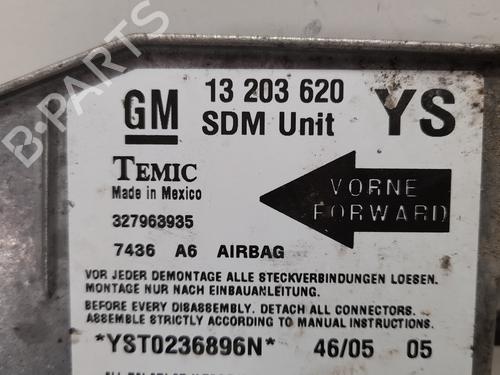 B-PARTS
GM 13 203 620 YS
SDM Unit
TEMIC
Made in Mexico
VORNE
FORWARD
327963935
7436 A6 AIRBAG
VOR JEDER DEMONTAGE ALLE STECKVERBINDUNGEN LOESEN.
MONTAGE NUR NACH EINBAUANLEITUNG.
BEFORE EVERY DISASSEMBLY. DETACH ALL CONNECTORS.
ASSEMBLE STRICTLY ACCORDING TO MANUAL INSTRUCTIONS.
*YST0236896N* 46/05 05